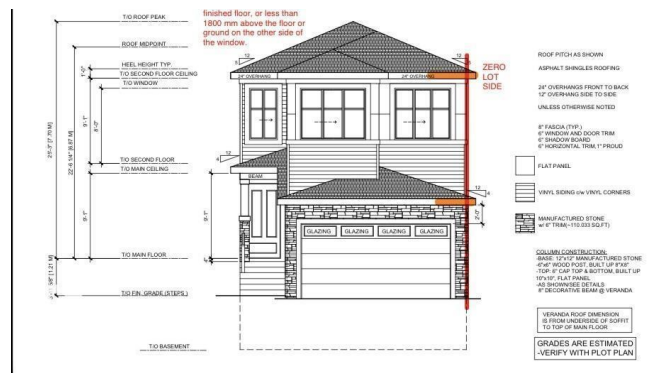 T/O ROOF PEAK
finished floor, or less than
1800 mm above the floor or
ground on the other side of
the window.
ROOF MIDPOINT
HEEL HEIGHT TYP.
T/O SECOND FLOOR CEILING
T/O WINDOW
1'-0"
12
5
24" OVERHANG
24" OVERHANG
12
5
ZERO
LOT
SIDE
9'-1"
8'-0"
22'-6 1/4" (6.87 M)
T/O SECOND FLOOR
T/O MAIN CEILING
12
BEAM
12
4
2'-0"
9'-1"
9'-1"
GLAZING
GLAZING
GLAZING
GLAZING
T/O MAIN FLOOR
T/O FIN. GRADE (STEPS )
T/O BASEMENT
ROOF PITCH AS SHOWN
ASPHALT SHINGLES ROOFING
24" OVERHANGS FRONT TO BACK
12" OVERHANG SIDE TO SIDE
UNLESS OTHERWISE NOTED
8" FASCIA (TYP.)
6" WINDOW AND DOOR TRIM
6" SHADOW BOARD
6" HORIZONTAL TRIM,1" PROUD
FLAT PANEL
VINYL SIDING c/w VINYL CORNERS
MANUFACTURED STONE
w/ 6" TRIM(~110.033 SQ.FT)
COLUMN CONSTRUCTION:
-BASE: 12"x12" MANUFACTURED STONE
-6"x6" WOOD POST, BUILT UP 8"X8"
-TOP: 6" CAP TOP & BOTTOM, BUILT UP
10"x10", FLAT PANEL
-AS SHOWN/SEE DETAILS
8" DECORATIVE BEAM @ VERANDA
VERANDA ROOF DIMENSION
IS FROM UNDERSIDE OF SOFFIT
TO TOP OF MAIN FLOOR
GRADES ARE ESTIMATED
-VERIFY WITH PLOT PLAN